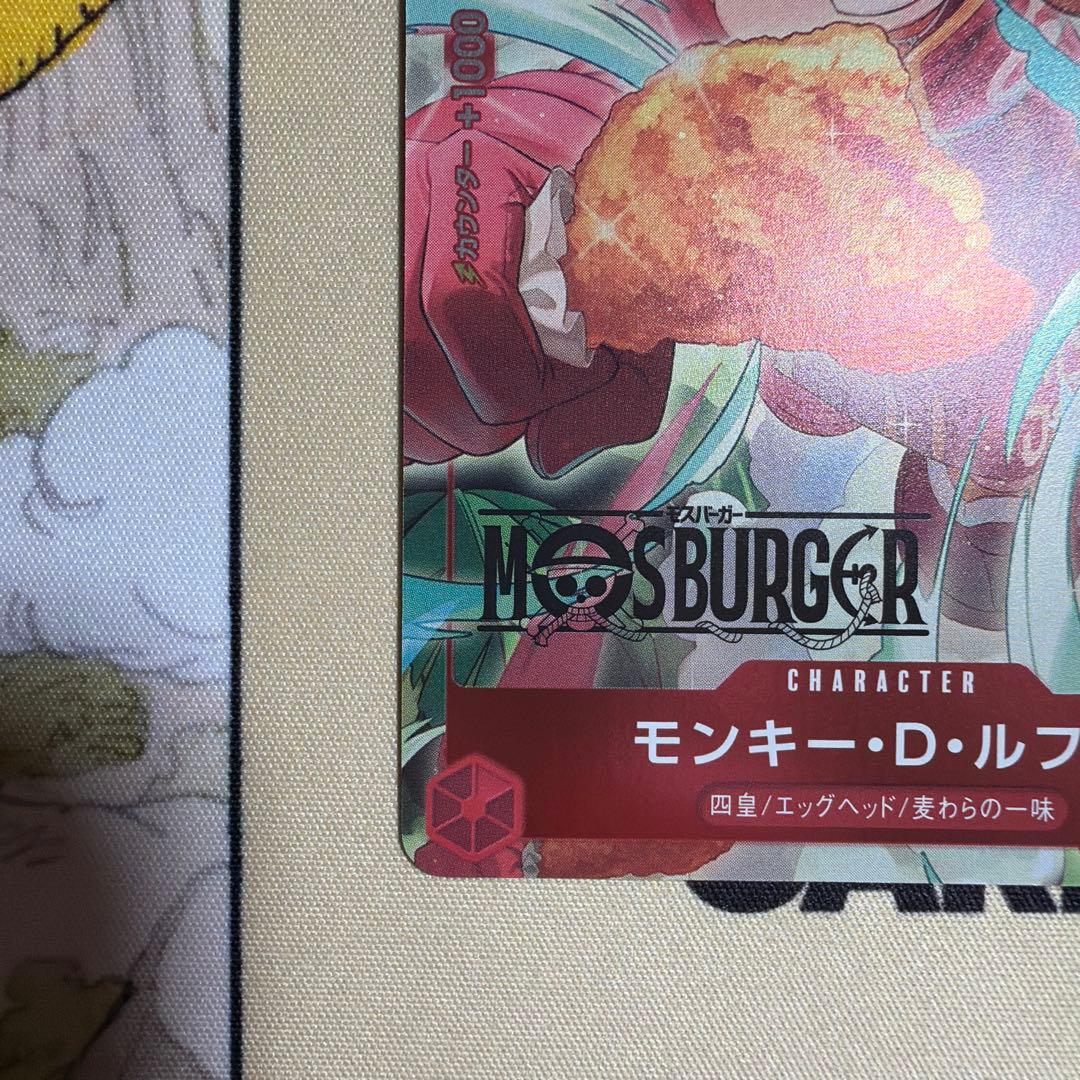 カウンター +1000
モスバーガー
MOSBURGER
CHARACTER
モンキー・D・ルフ
四皇/エッグヘッド/麦わらの一味